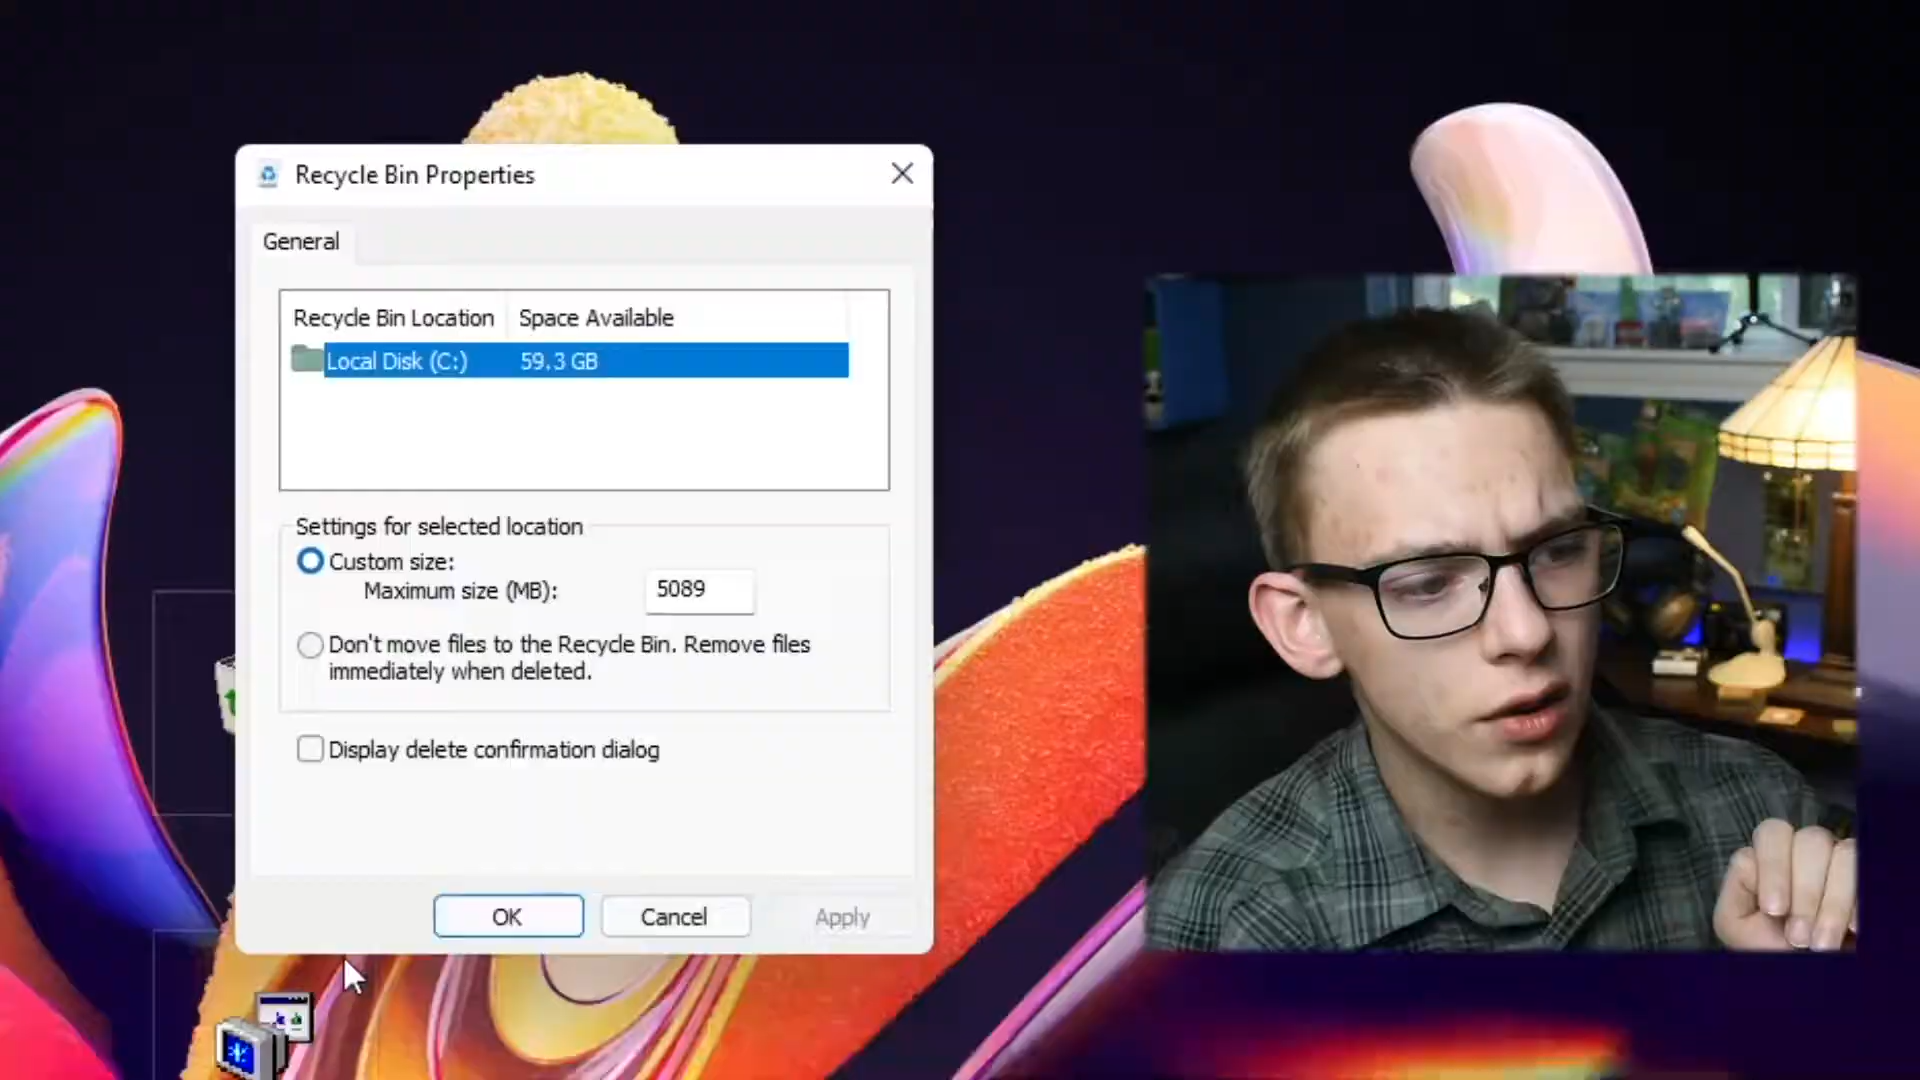 Recycle Bin Properties
General
Recycle Bin Location Space Available
Local Disk (C:) 59.3 GB
Settings for selected location
Custom size:
Maximum size (MB): 5089
Don't move files to the Recycle Bin. Remove files
immediately when deleted.
Display delete confirmation dialog
OK Cancel Apply